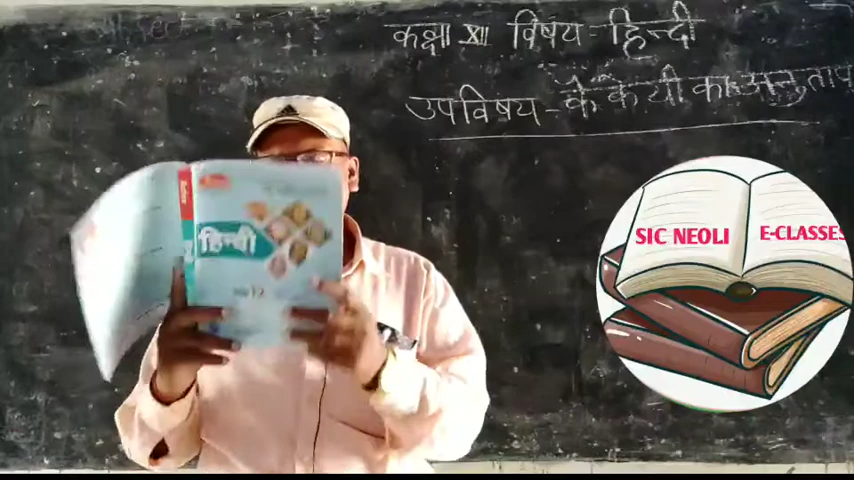 कक्षा XII विषय - हिन्दी
उपविषय - कैकेयी का अनुताप
हिन्दी
SIC NEOLI E-CLASSES